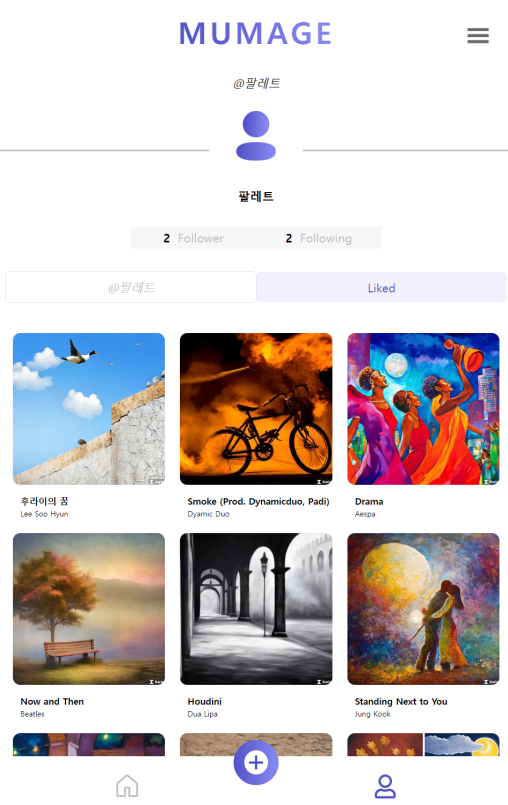 MUMAGE
@팔레트
팔레트
2 Follower 2 Following
@팔레트 Liked
후라이의 꿈 Smoke (Prod. Dynamicduo, Padi) Drama
Lee Soo Hyun Dyamic Duo Aespa
Now and Then Houdini Standing Next to You
Beatles Dua Lipa Jung Kook